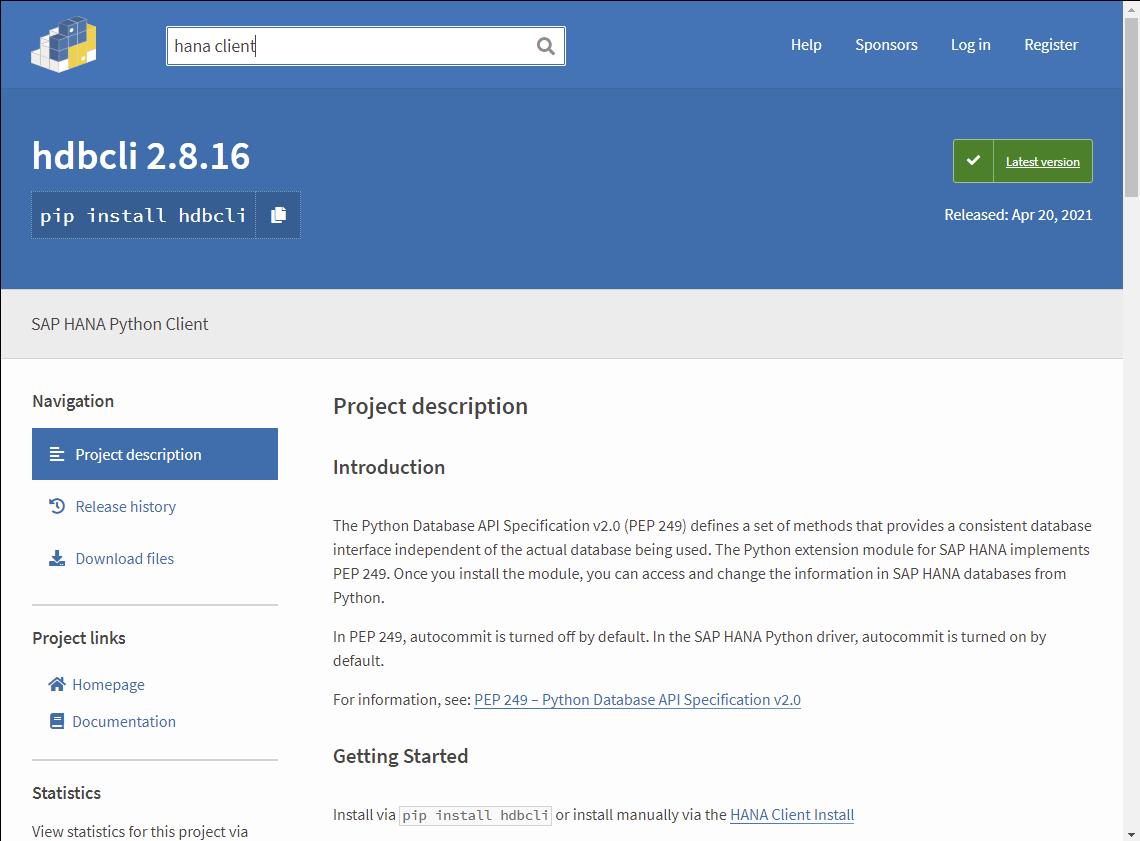 hana client
Help
Sponsors
Log in
Register
hdbcli 2.8.16
pip install hdbcli
Latest version
Released: Apr 20, 2021
SAP HANA Python Client
Navigation
Project description
Release history
Download files
Project links
Homepage
Documentation
Statistics
View statistics for this project via
Project description
Introduction
The Python Database API Specification v2.0 (PEP 249) defines a set of methods that provides a consistent database
interface independent of the actual database being used. The Python extension module for SAP HANA implements
PEP 249. Once you install the module, you can access and change the information in SAP HANA databases from
Python.
In PEP 249, autocommit is turned off by default. In the SAP HANA Python driver, autocommit is turned on by
default.
For information, see: PEP 249 – Python Database API Specification v2.0
Getting Started
Install via pip install hdbcli or install manually via the HANA Client Install